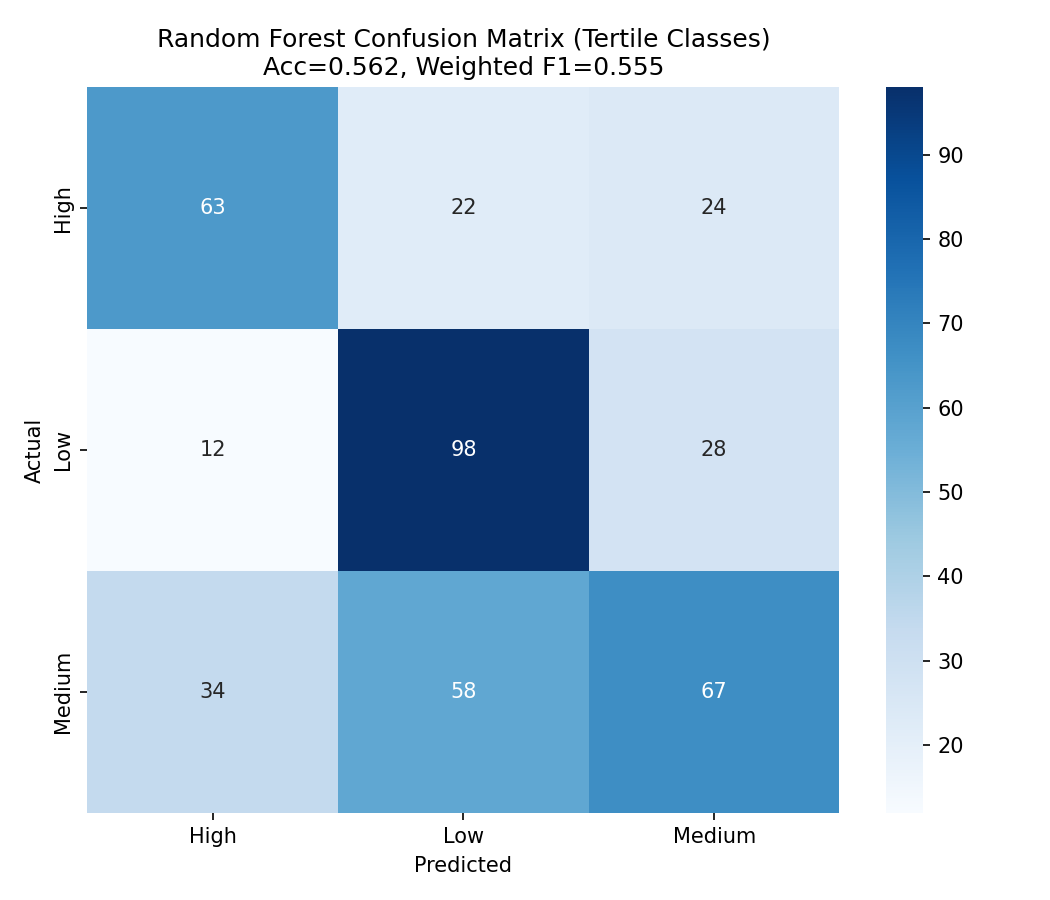 Random Forest Confusion Matrix (Tertile Classes)
Acc=0.562, Weighted F1=0.555
High
63
22
24
90
80
70
60
50
40
30
20
Actual
Low
12
98
28
Medium
34
58
67
High
Low
Medium
Predicted